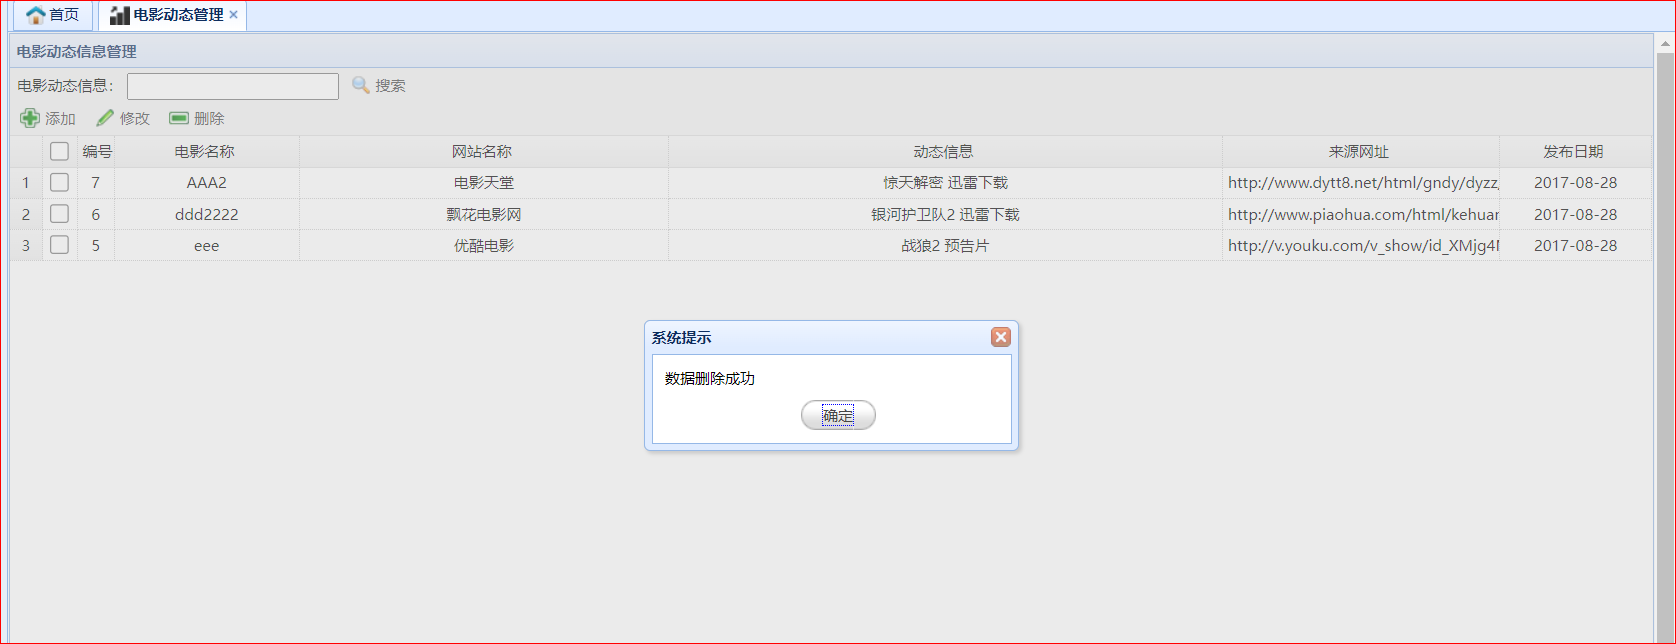 首页 电影动态管理
电影动态信息管理
电影动态信息： 搜索
添加 修改 删除
编号 电影名称 网站名称 动态信息 来源网址 发布日期
1 7 AAA2 电影天堂 惊天解密 迅雷下载 http://www.dytt8.net/html/gndy/dyzz 2017-08-28
2 6 ddd2222 飘花电影网 银河护卫队2 迅雷下载 http://www.piaohua.com/html/kehuar 2017-08-28
3 5 eee 优酷电影 战狼2 预告片 http://v.youku.com/v_show/id_XMjg4 2017-08-28
系统提示
数据删除成功
确定